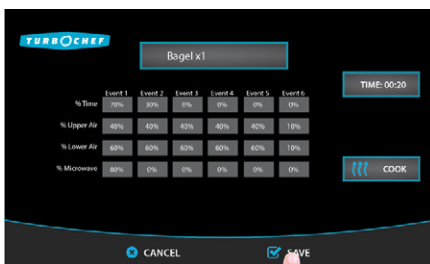 TURBOCHEF
Bagel x1
TIME: 00:20
Event 1 Event 2 Event 3 Event 4 Event 5 Event 6
% Time 70% 30% 0% 0% 0% 0%
% Upper Air 40% 40% 40% 40% 40% 10%
% Lower Air 60% 60% 60% 60% 60% 10%
% Microwave 80% 0% 0% 0% 0% 0%
COOK
CANCEL SAVE